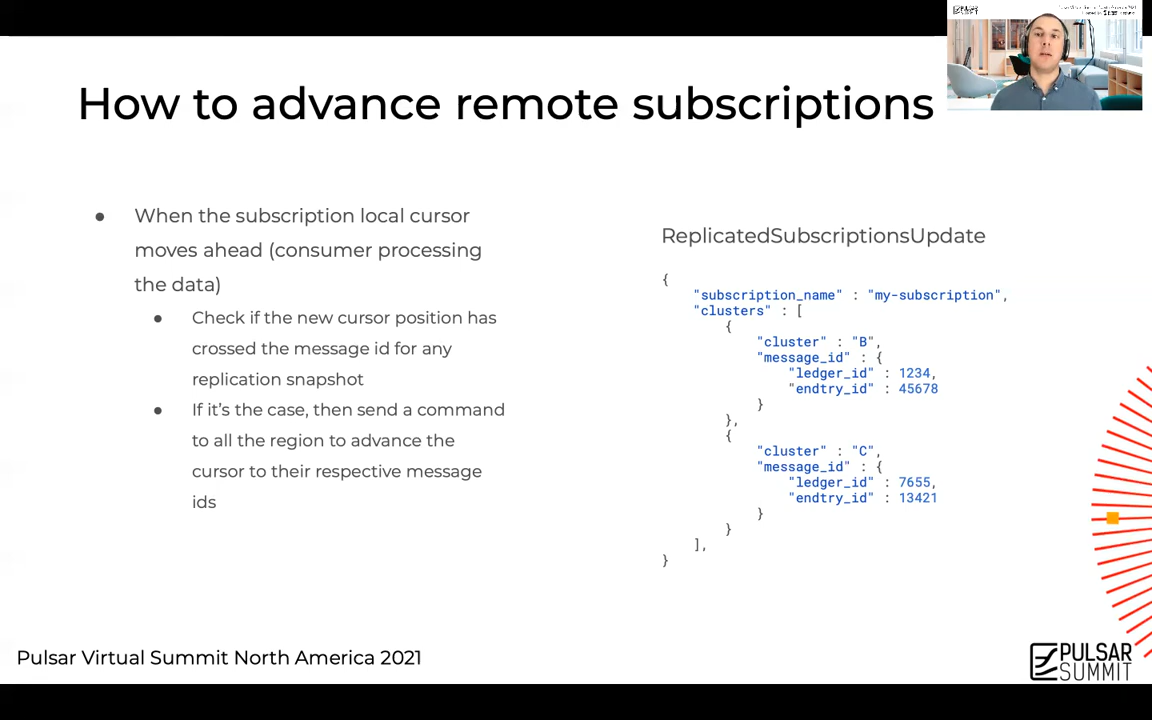 How to advance remote subscriptions
● When the subscription local cursor
moves ahead (consumer processing
the data)
● Check if the new cursor position has
crossed the message id for any
replication snapshot
● If it's the case, then send a command
to all the region to advance the
cursor to their respective message
ids
ReplicatedSubscriptionsUpdate
{
"subscription_name" : "my-subscription",
"clusters" : [
{
"cluster" : "B",
"message_id" : {
"ledger_id" : 1234,
"endtry_id" : 45678
}
},
{
"cluster" : "C",
"message_id" : {
"ledger_id" : 7655,
"endtry_id" : 13421
}
}
],
}
Pulsar Virtual Summit North America 2021
PULSAR
SUMMIT